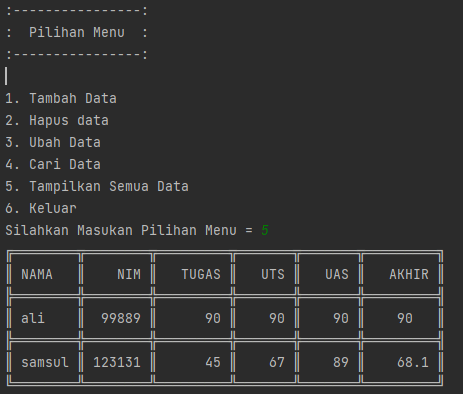 :----------------:
:  Pilihan Menu  :
:----------------:
1. Tambah Data
2. Hapus data
3. Ubah Data
4. Cari Data
5. Tampilkan Semua Data
6. Keluar
Silahkan Masukan Pilihan Menu = 5
NAMA NIM TUGAS UTS UAS AKHIR
ali 99889 90 90 90 90
samsul 123131 45 67 89 68.1